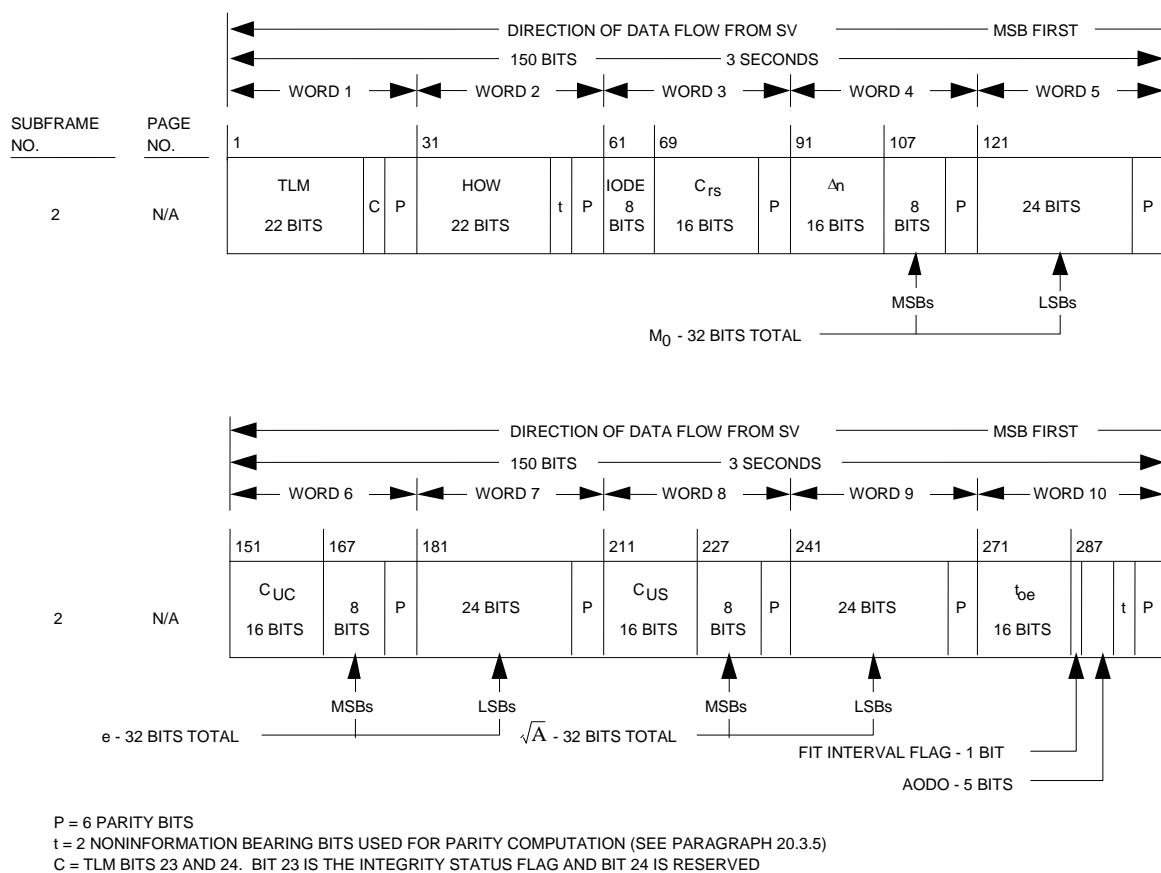 DIRECTION OF DATA FLOW FROM SV MSB FIRST
150 BITS 3 SECONDS
WORD 1 WORD 2 WORD 3 WORD 4 WORD 5
SUBFRAME NO. PAGE NO.
1 31 61 69 91 107 121
2 N/A
TLM 22 BITS C P HOW 22 BITS t P IODE 8 BITS Crs 16 BITS P Δn 16 BITS 8 BITS P 24 BITS P
MSBs LSBs
M0 - 32 BITS TOTAL
DIRECTION OF DATA FLOW FROM SV MSB FIRST
150 BITS 3 SECONDS
WORD 6 WORD 7 WORD 8 WORD 9 WORD 10
151 167 181 211 227 241 271 287
2 N/A
CUC 16 BITS 8 BITS P 24 BITS P CUS 16 BITS 8 BITS P 24 BITS P toe 16 BITS t P
MSBs LSBs MSBs LSBs
e - 32 BITS TOTAL √A - 32 BITS TOTAL
FIT INTERVAL FLAG - 1 BIT
AODO - 5 BITS
P = 6 PARITY BITS
t = 2 NONINFORMATION BEARING BITS USED FOR PARITY COMPUTATION (SEE PARAGRAPH 20.3.5)
C = TLM BITS 23 AND 24. BIT 23 IS THE INTEGRITY STATUS FLAG AND BIT 24 IS RESERVED